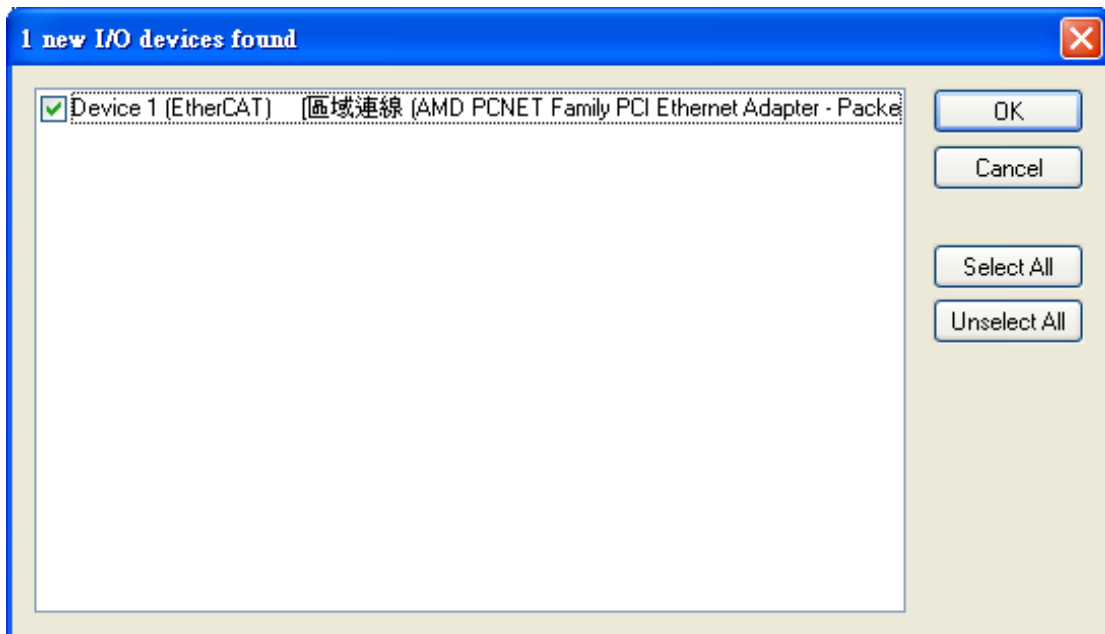 1 new I/O devices found
Device 1 (EtherCAT) [區域連線 (AMD PCNET Family PCI Ethernet Adapter - Packe
OK
Cancel
Select All
Unselect All